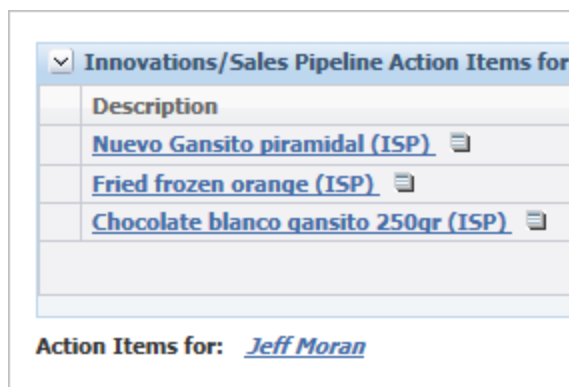 Innovations/Sales Pipeline Action Items for
Description
Nuevo Gansito piramidal (ISP)
Fried frozen orange (ISP)
Chocolate blanco gansito 250gr (ISP)
Action Items for: Jeff Moran